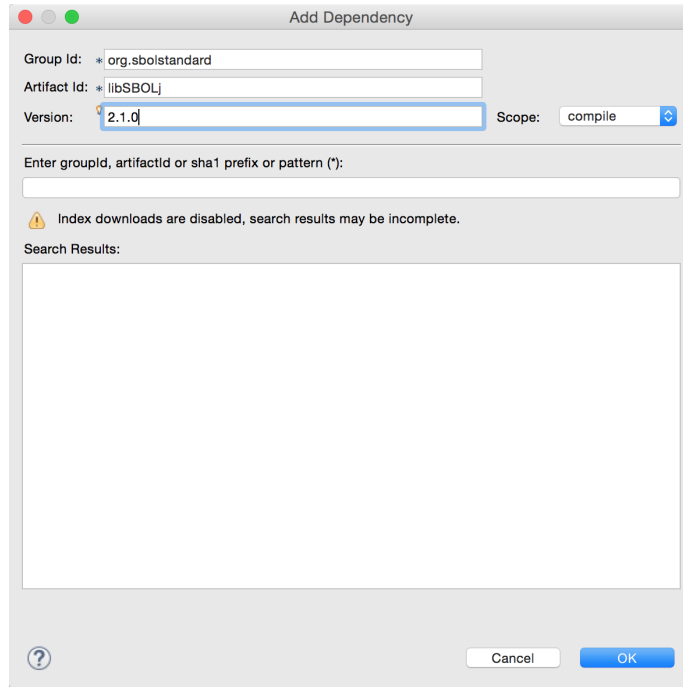 Add Dependency
Group Id: * org.sbolstandard
Artifact Id: * libSBOLj
Version: 2.1.0 Scope: compile
Enter groupId, artifactId or sha1 prefix or pattern (*):
Index downloads are disabled, search results may be incomplete.
Search Results:
? Cancel OK